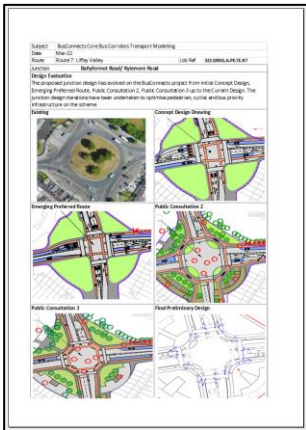 Subject BusConnects Core Bus Corridors Transport Modelling
Date Mar-22
Route Route 7: Liffey Valley Job Ref
Junction Ballyfermot Road/ Kylemore Road
Design Evaluation
The proposed junction design has evolved on the BusConnects project from Initial Concept Design,
Emerging Preferred Route, Public Consultation 2, Public Consultation 3 up to the Current Design. The
junction design iterations have been undertaken to optimise pedestrian, cyclist and bus priority
infrastructure on the scheme.
Existing Concept Design Drawing
Emerging Preferred Route Public Consultation 2
Public Consultation 3 Final Preliminary Design